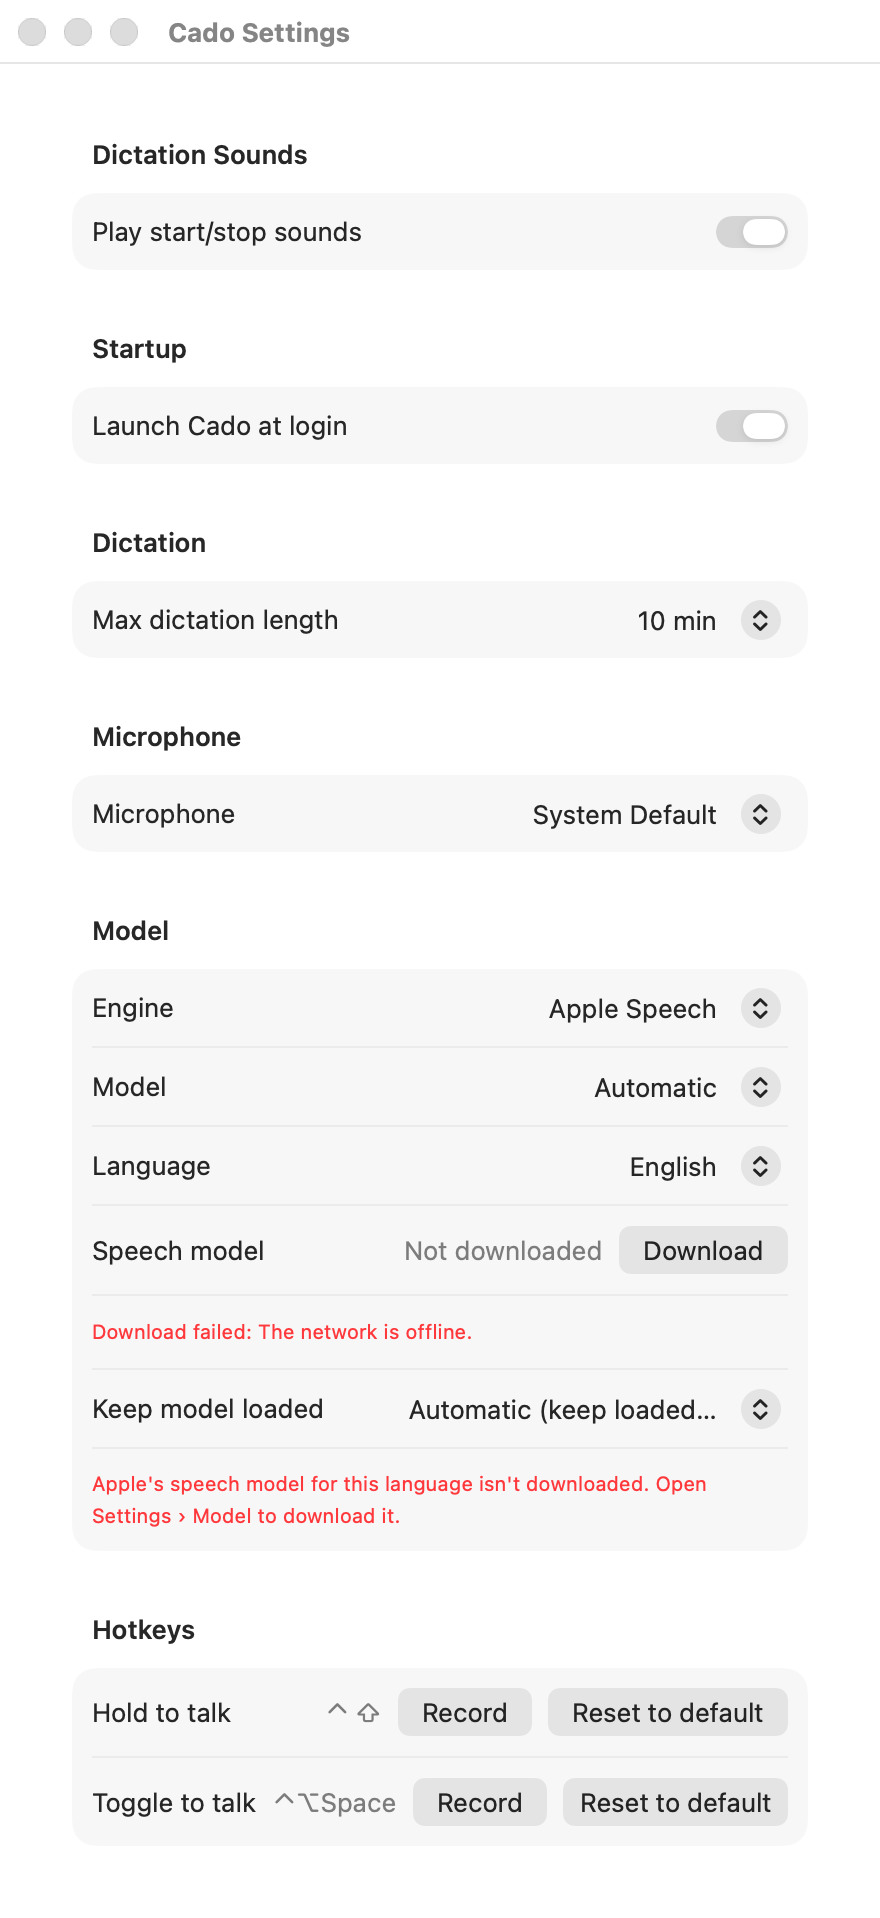 Cado Settings
Dictation Sounds
Play start/stop sounds
Startup
Launch Cado at login
Dictation
Max dictation length 10 min
Microphone
Microphone System Default
Model
Engine Apple Speech
Model Automatic
Language English
Speech model Not downloaded Download
Download failed: The network is offline.
Keep model loaded Automatic (keep loaded...
Apple's speech model for this language isn't downloaded. Open
Settings › Model to download it.
Hotkeys
Hold to talk ⌃⇧ Record Reset to default
Toggle to talk ⌃⌥Space Record Reset to default